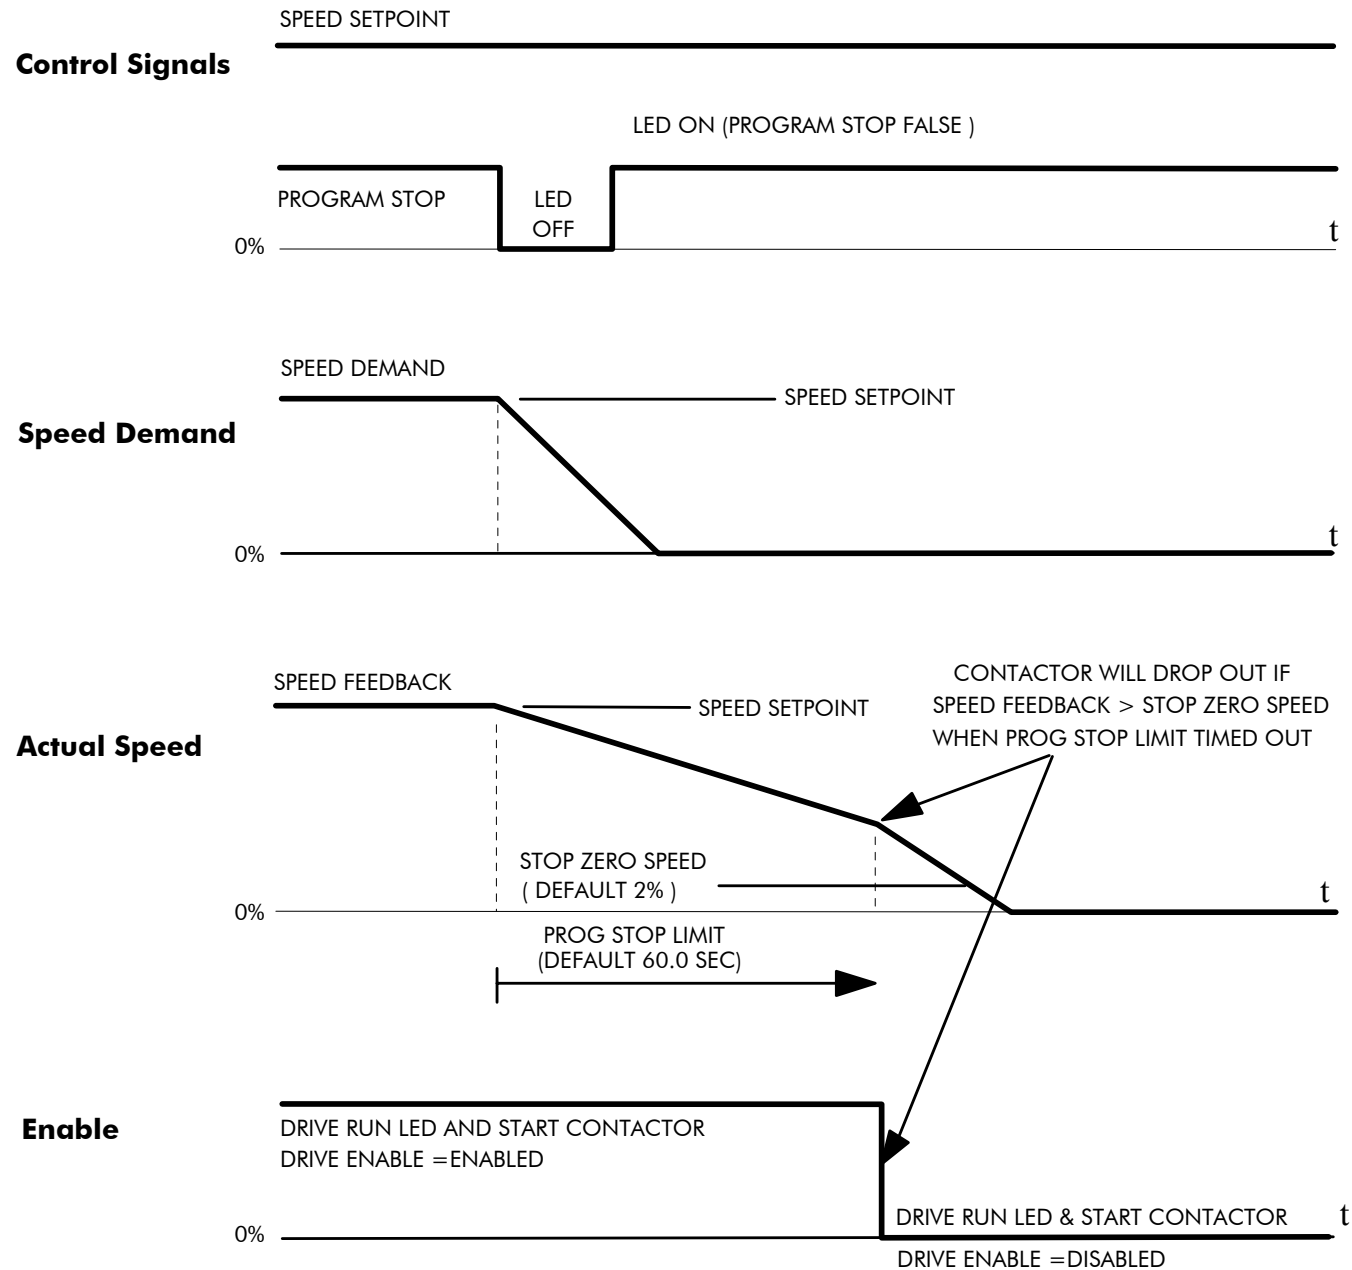 SPEED SETPOINT
Control Signals
LED ON (PROGRAM STOP FALSE )
PROGRAM STOP
LED
OFF
0%
t
SPEED DEMAND
SPEED SETPOINT
Speed Demand
0%
t
CONTACTOR WILL DROP OUT IF
SPEED FEEDBACK > STOP ZERO SPEED
WHEN PROG STOP LIMIT TIMED OUT
SPEED FEEDBACK
SPEED SETPOINT
Actual Speed
STOP ZERO SPEED
( DEFAULT 2% )
0%
t
PROG STOP LIMIT
(DEFAULT 60.0 SEC)
Enable
DRIVE RUN LED AND START CONTACTOR
DRIVE ENABLE =ENABLED
0%
DRIVE RUN LED & START CONTACTOR
t
DRIVE ENABLE =DISABLED